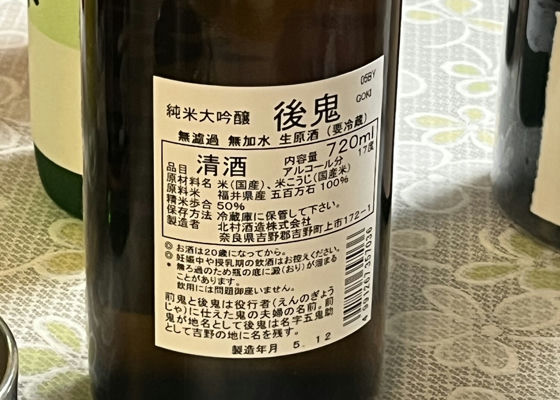 05BY
GOKI
純米大吟醸 後鬼
無濾過 無加水 生原酒 (要冷蔵)
品目 清酒 内容量 720ml
アルコール分 17度
原材料名 米(国産)、米こうじ(国産米)
原料米 福井県産 五百万石 100%
精米歩合 50%
保存方法 冷蔵庫に保管して下さい。
製造者 北村酒造株式会社
奈良県吉野郡吉野町上市172-1
◎ お酒は20歳になってから。
◎ 妊娠中や授乳期の飲酒はお控えください。
* 無ろ過のため瓶の底に澱(おり)が溜まる
ことがあります。
飲用には問題御座いません。
前鬼と後鬼は役行者(えんのぎょう
じゃ)に仕えた鬼の夫婦の名前。前
鬼が地名として後鬼は名字五鬼助
として吉野の地に名を残す。
製造年月 5.12
4 991267 357036